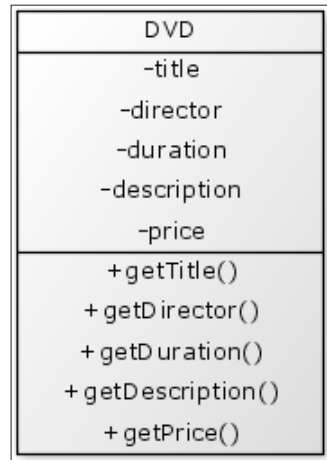 DVD
-title
-director
-duration
-description
-price
+getTitle()
+getDirector()
+getDuration()
+getDescription()
+getPrice()